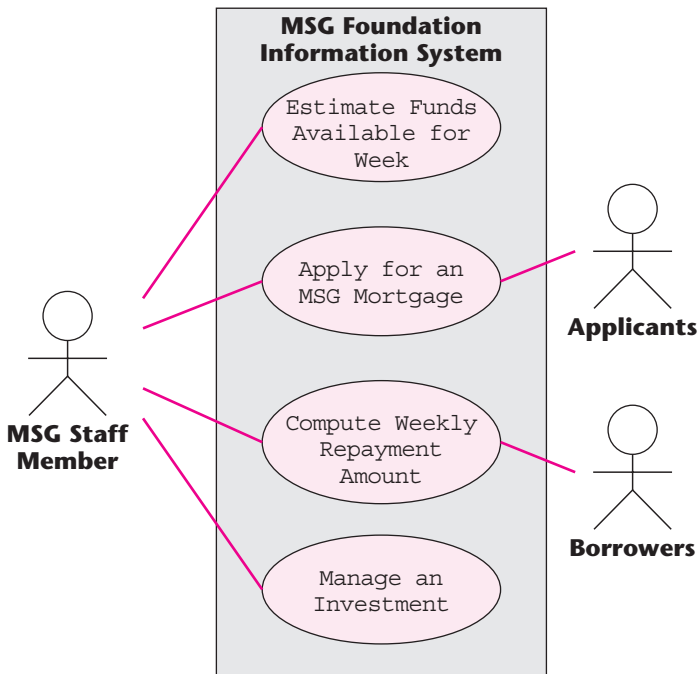 MSG Foundation
Information System
Estimate Funds
Available for
Week
Apply for an
MSG Mortgage
Applicants
MSG Staff
Member
Compute Weekly
Repayment
Amount
Borrowers
Manage an
Investment